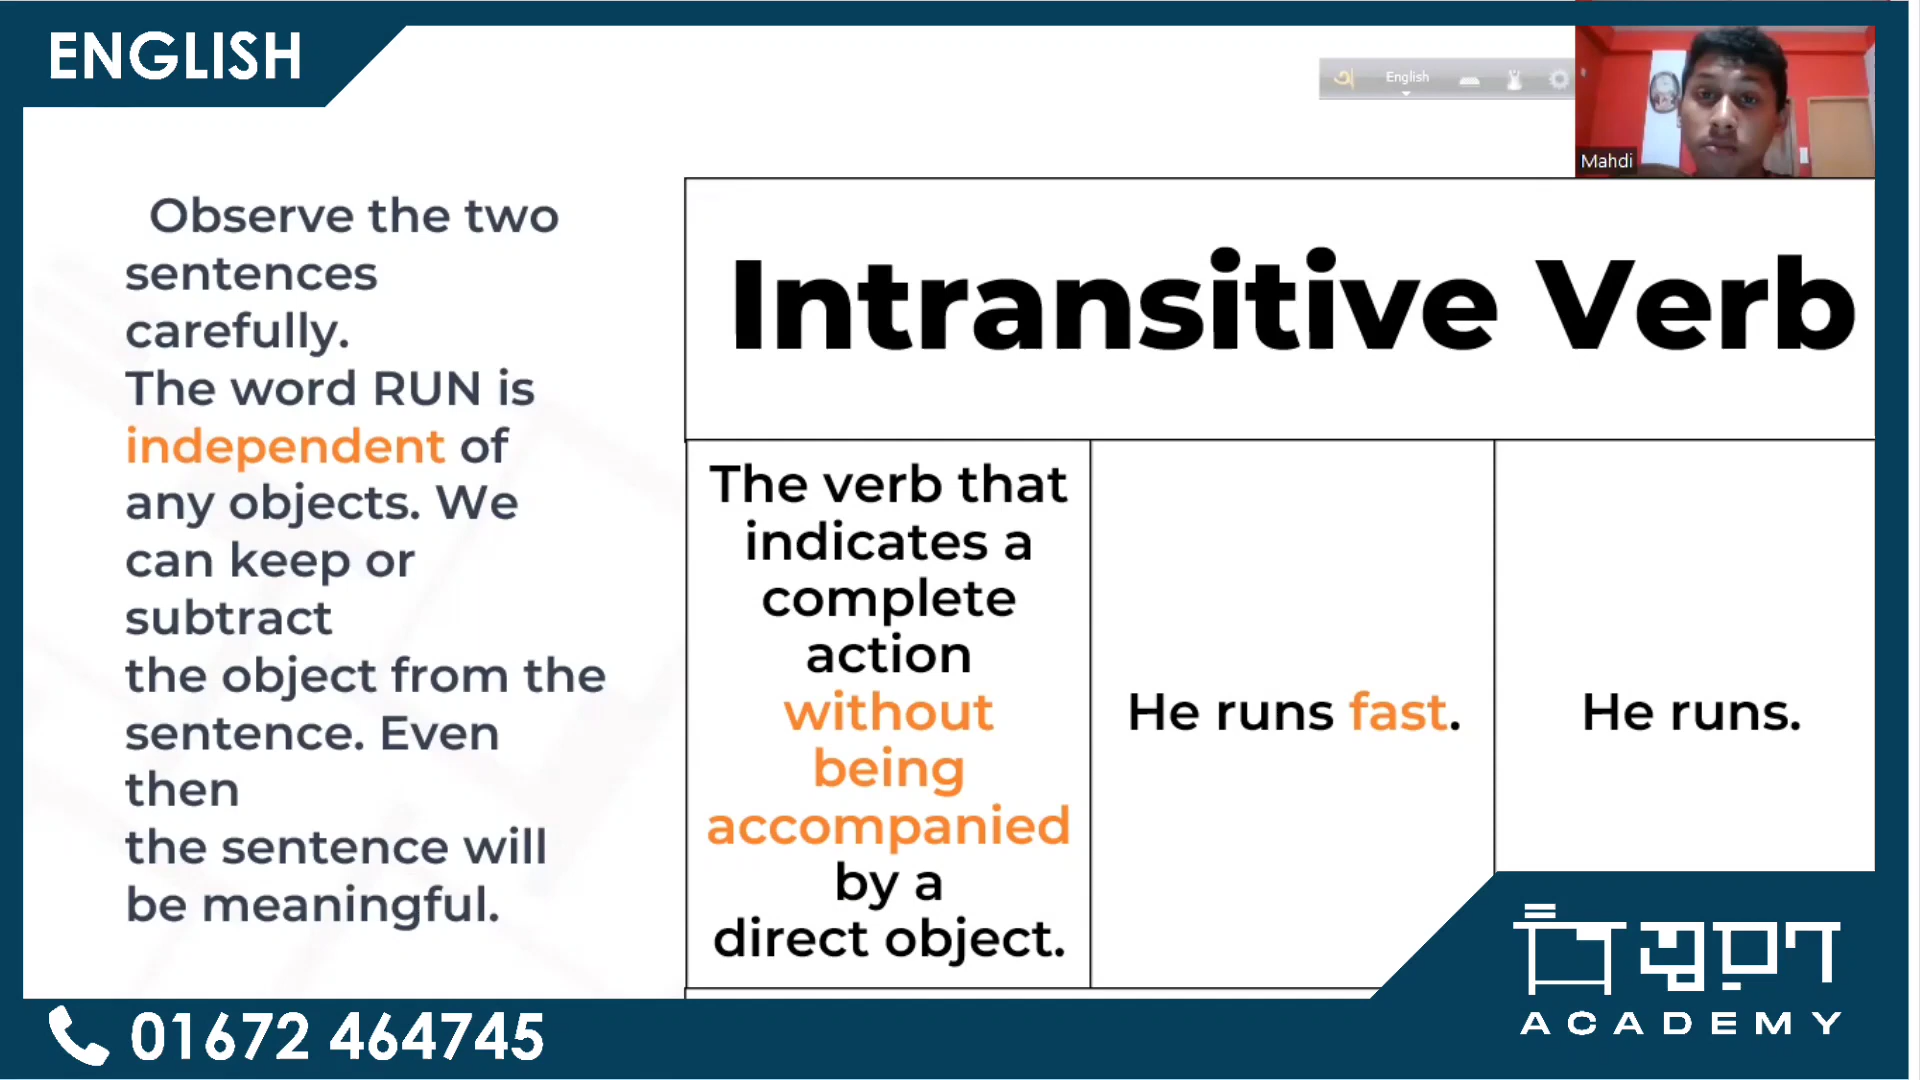 ENGLISH
English
Mahdi
Observe the two
sentences
carefully.
The word RUN is
independent of
any objects. We
can keep or
subtract
the object from the
sentence. Even
then
the sentence will
be meaningful.
Intransitive Verb
The verb that
indicates a
complete
action
without
being
accompanied
by a
direct object.
He runs fast.
He runs.
01672 464745
ACADEMY